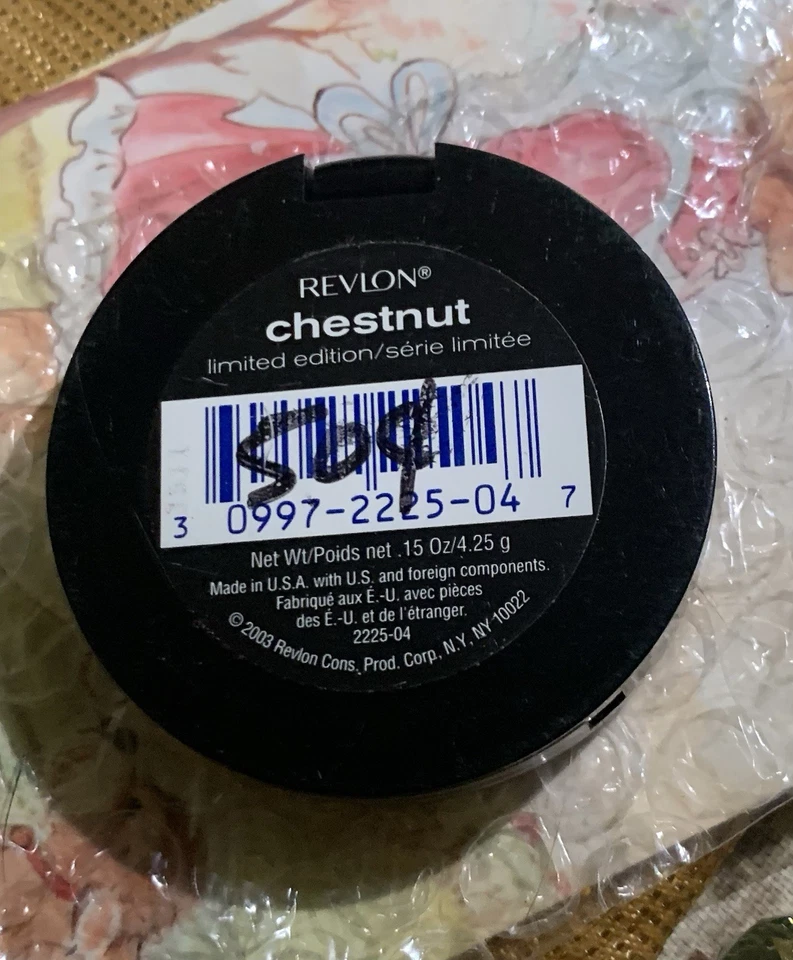 REVLON®
chestnut
limited edition/série limitée
50¢
3 0997-2225-04 7
Net Wt/Poids net .15 Oz/4.25 g
Made in U.S.A. with U.S. and foreign components.
Fabriqué aux É.-U. avec pièces
des É.-U. et de l'étranger.
2225-04
© 2003 Revlon Cons. Prod. Corp, N.Y, NY 10022